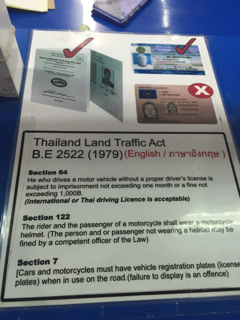 Thailand Land Traffic Act
B.E 2522 (1979) (English / ภาษาอังกฤษ )
Section 64
He who drives a motor vehicle without a proper driver's license is
subject to imprisonment not exceeding one month or a fine not
exceeding 1,000B.
(International or Thai driving Licence is acceptable)
Section 122
The rider and the passenger of a motorcycle shall wear a motorcycle
helmet. (The person and or passenger not wearing a helmet may be
fined by a competent officer of the Law)
Section 7
[Cars and motorcycles must have vehicle registration plates (license
plates) when in use on the road.(failure to display is an offence)